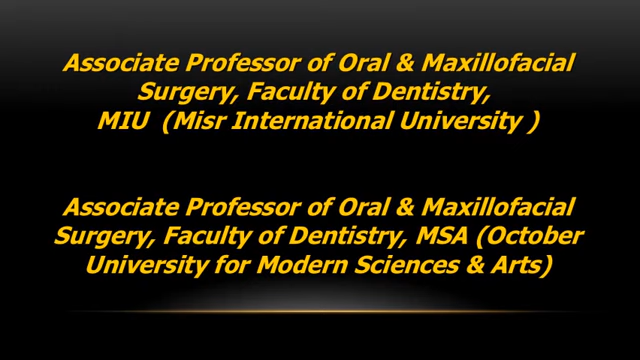 Associate Professor of Oral & Maxillofacial
Surgery, Faculty of Dentistry,
MIU (Misr International University )
Associate Professor of Oral & Maxillofacial
Surgery, Faculty of Dentistry, MSA (October
University for Modern Sciences & Arts)